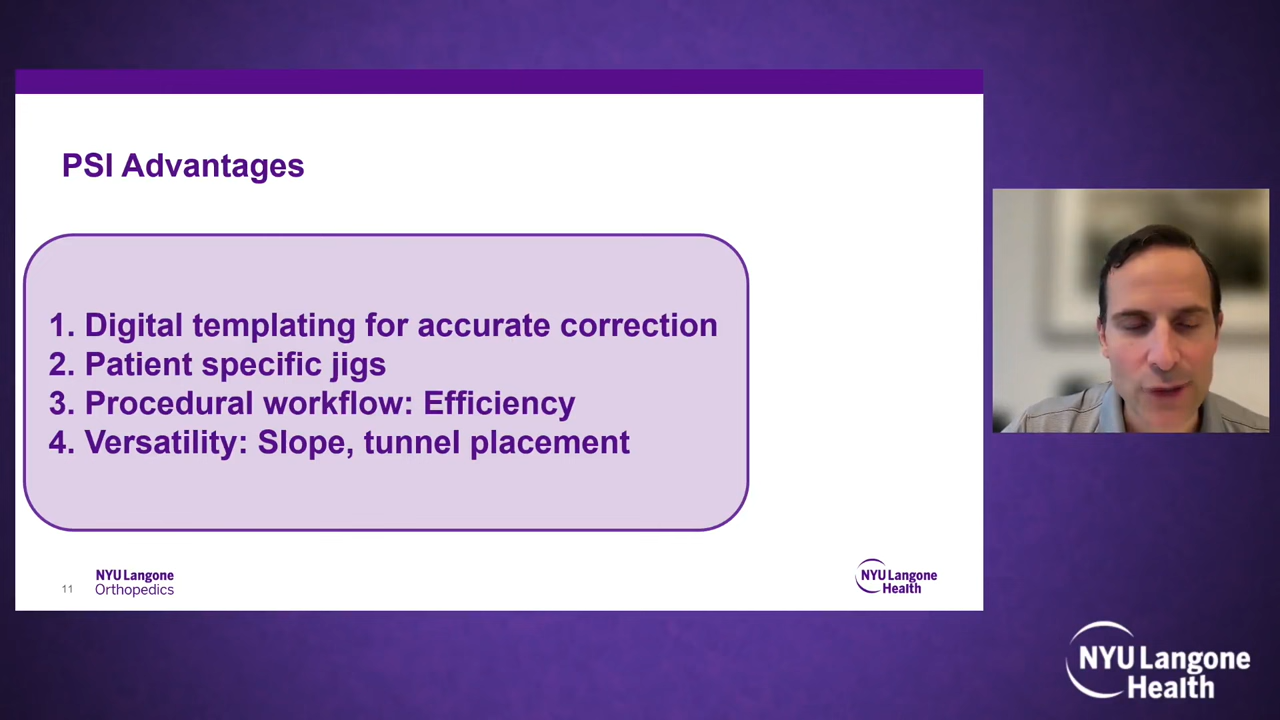 PSI Advantages
1. Digital templating for accurate correction
2. Patient specific jigs
3. Procedural workflow: Efficiency
4. Versatility: Slope, tunnel placement
11
NYU Langone
Orthopedics
NYU Langone
Health
NYU Langone
Health